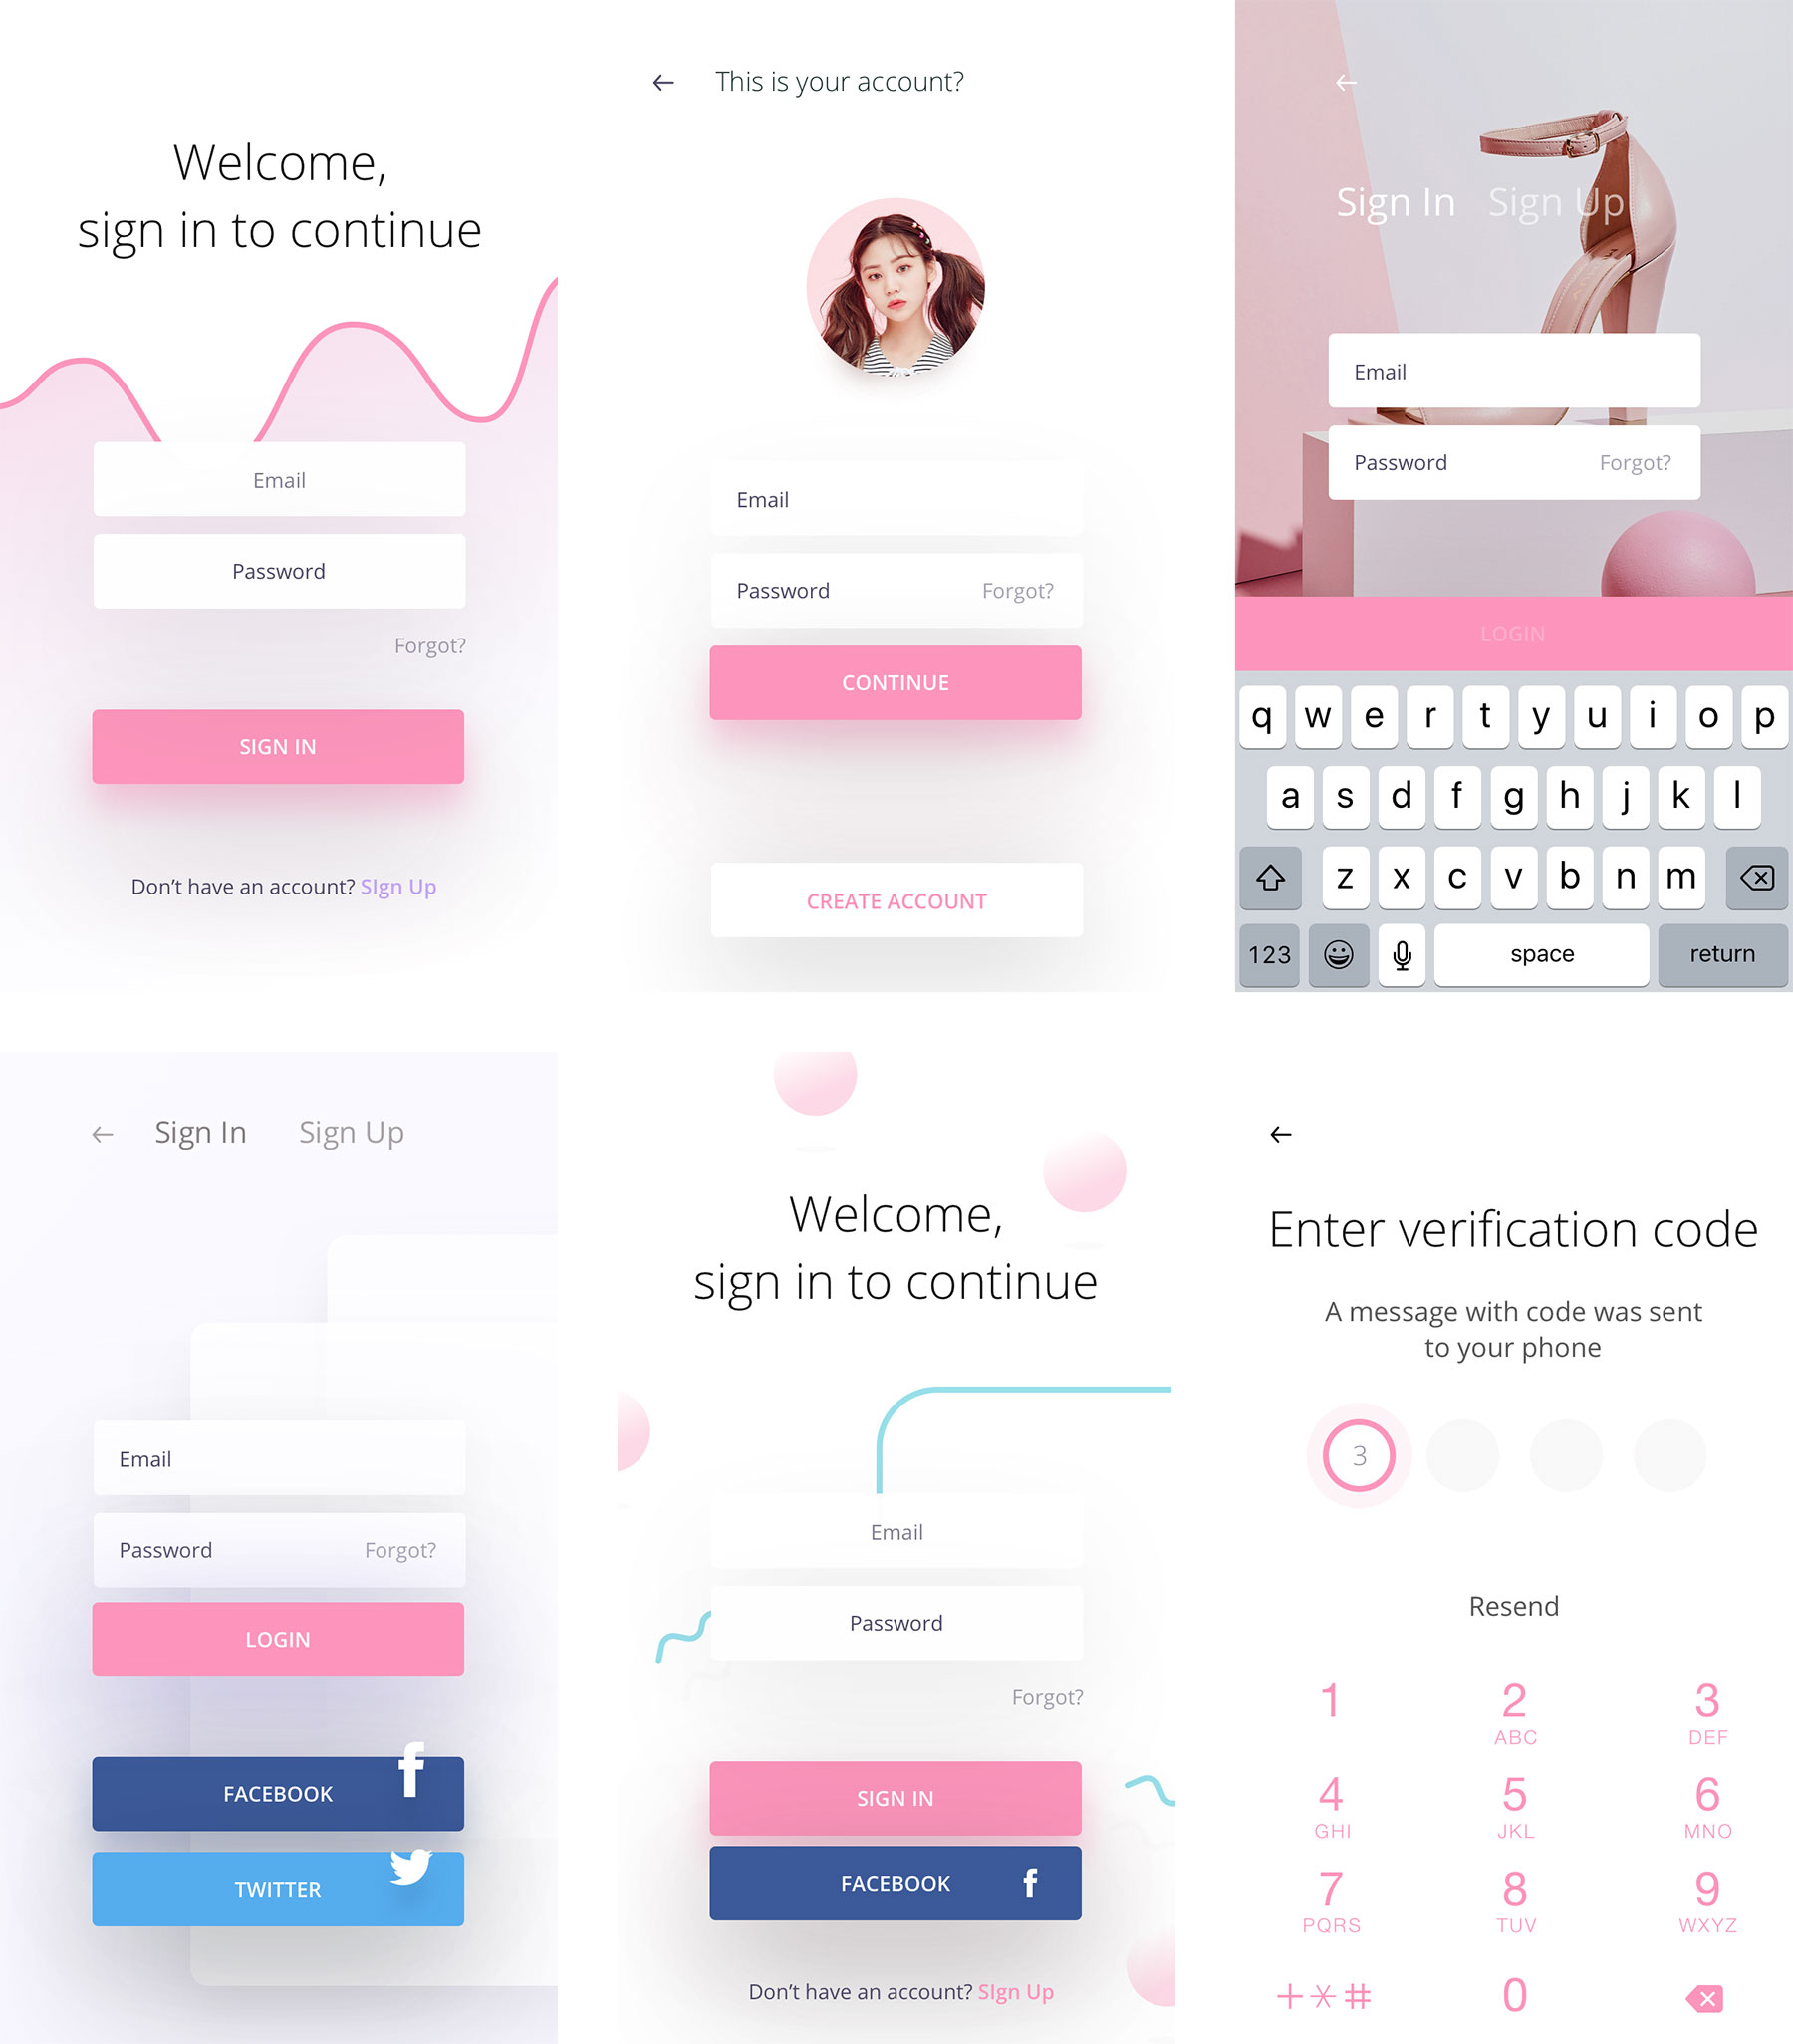 Welcome,
sign in to continue
Email
Password
Forgot?
SIGN IN
Don’t have an account? SIgn Up
This is your account?
Email
Password Forgot?
CONTINUE
CREATE ACCOUNT
Sign In Sign Up
Email
Password Forgot?
LOGIN
q w e r t y u i o p
a s d f g h j k l
z x c v b n m
123 space return
Sign In Sign Up
Email
Password Forgot?
LOGIN
FACEBOOK f
TWITTER
Welcome,
sign in to continue
Email
Password
Forgot?
SIGN IN
FACEBOOK f
Don’t have an account? SIgn Up
Enter verification code
A message with code was sent
to your phone
3
Resend
1 2 3
ABC DEF
4 5 6
GHI JKL MNO
7 8 9
PQRS TUV WXYZ
+*# 0